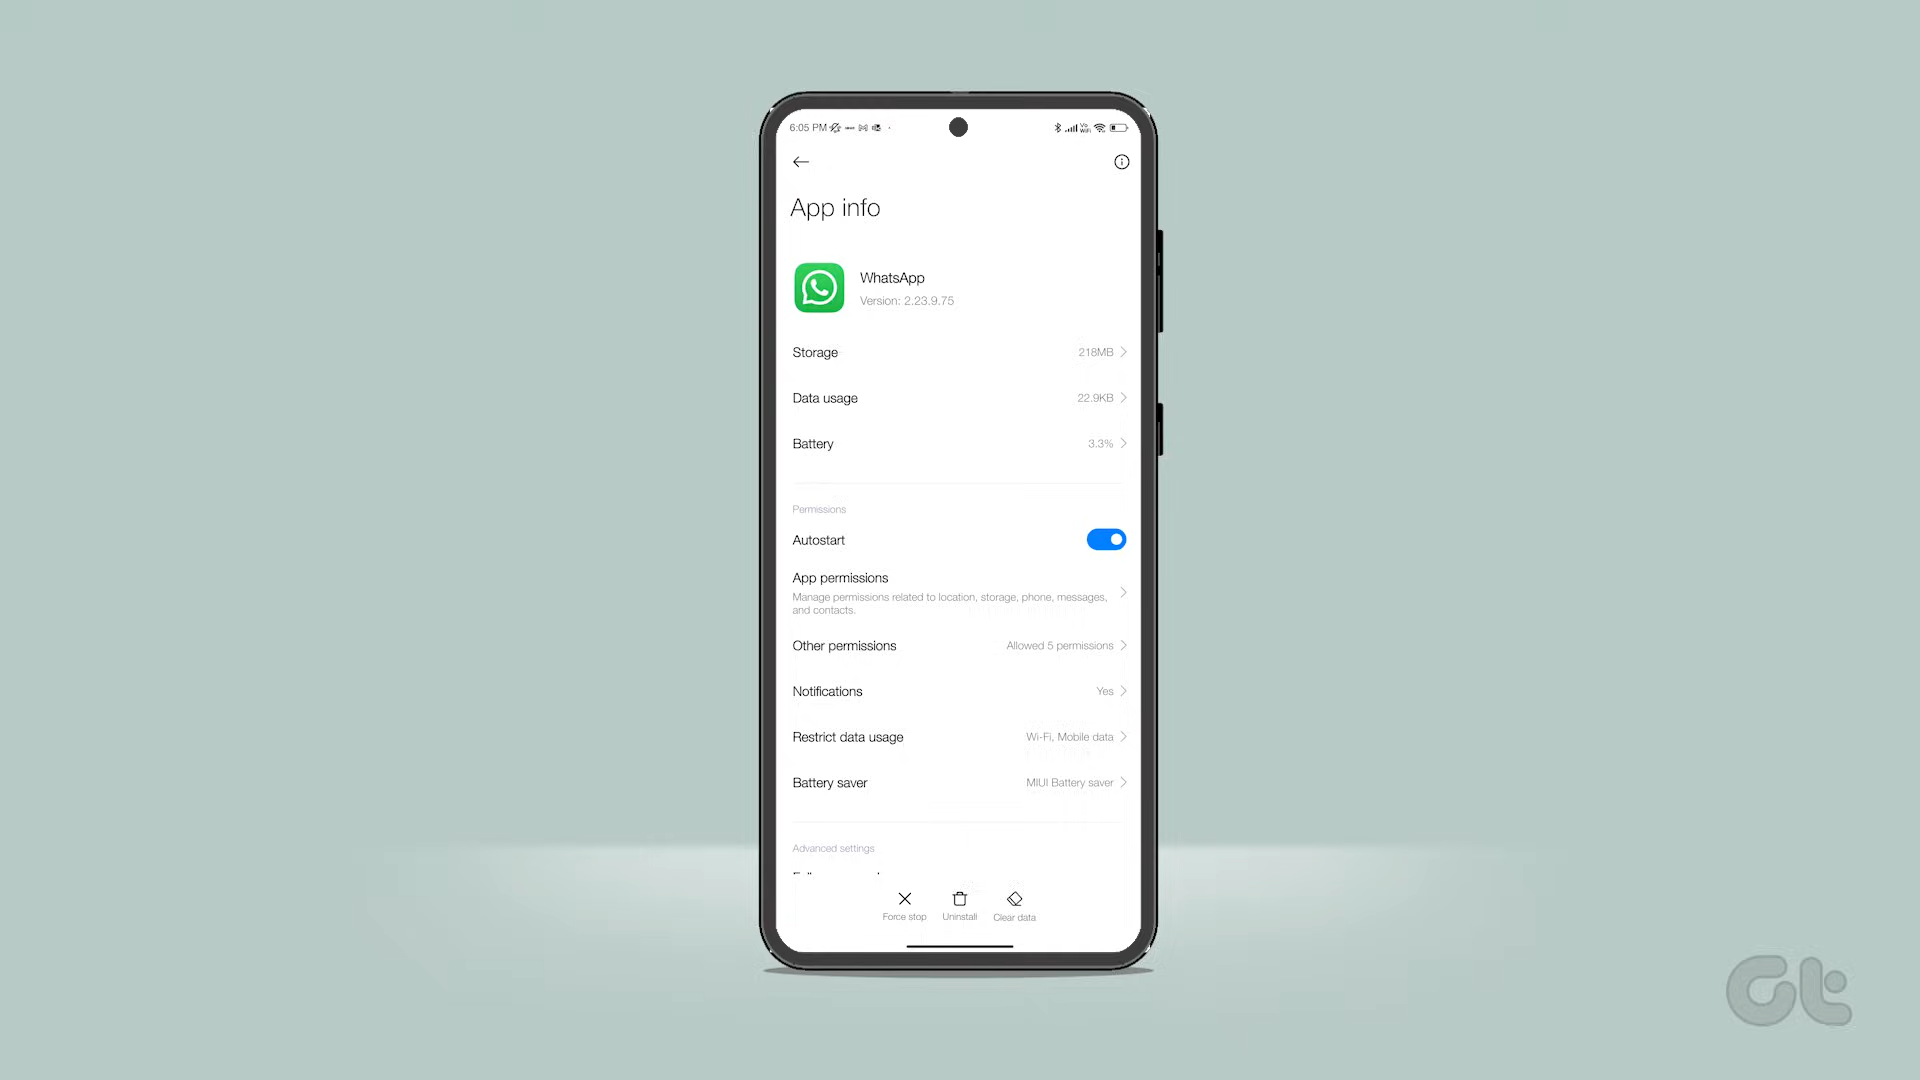 6:05 PM
App info
WhatsApp
Version: 2.23.9.75
Storage 218MB
Data usage 22.9KB
Battery 3.3%
Permissions
Autostart
App permissions
Manage permissions related to location, storage, phone, messages,
and contacts.
Other permissions Allowed 5 permissions
Notifications Yes
Restrict data usage Wi-Fi, Mobile data
Battery saver MIUI Battery saver
Advanced settings
Force stop Uninstall Clear data
Gt